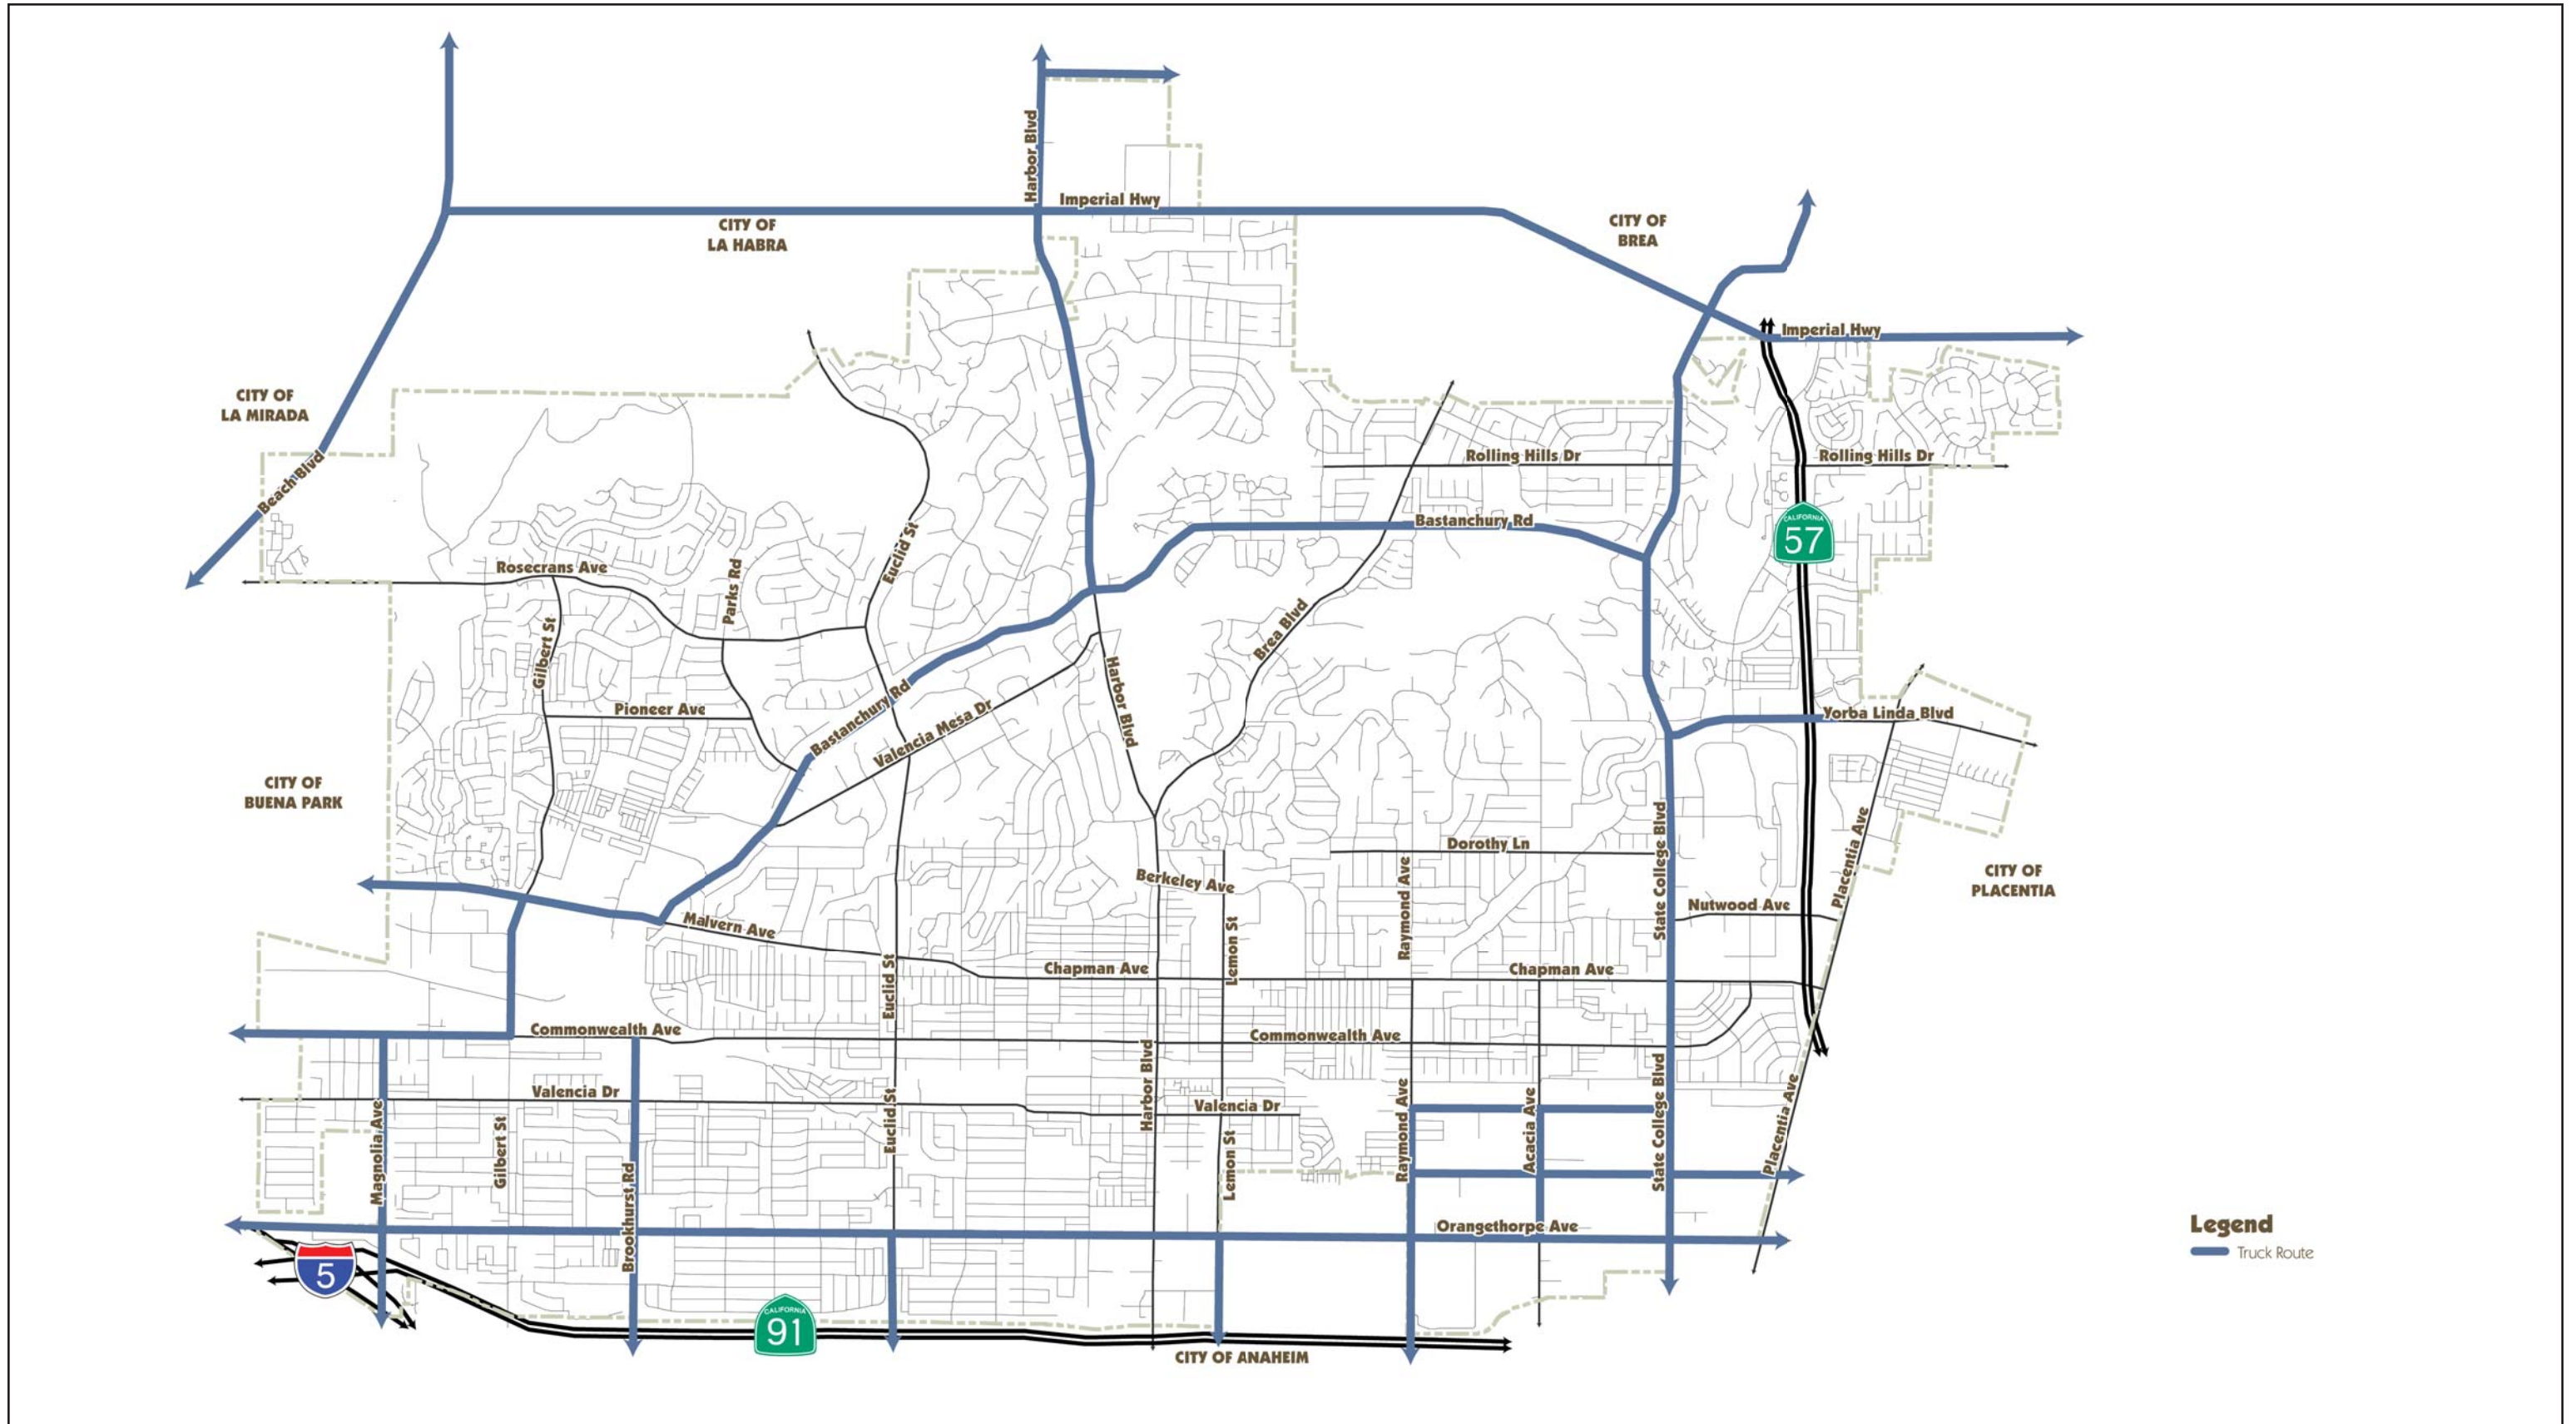 Harbor Blvd
Imperial Hwy
CITY OF
LA HABRA
CITY OF
BREA
Imperial Hwy
CITY OF
LA MIRADA
Beach Blvd
Rolling Hills Dr
Rolling Hills Dr
Bastanchury Rd
CALIFORNIA
57
Euclid St
Rosecrans Ave
Parks Rd
Gilbert St
Brea Blvd
Harbor Blvd
Pioneer Ave
Bastanchury Rd
Valencia Mesa Dr
Yorba Linda Blvd
CITY OF
BUENA PARK
State College Blvd
Placentia Ave
Dorothy Ln
Raymond Ave
Berkeley Ave
CITY OF
PLACENTIA
Nutwood Ave
Malvern Ave
Lemon St
Euclid St
Chapman Ave
Chapman Ave
Commonwealth Ave
Commonwealth Ave
Harbor Blvd
State College Blvd
Valencia Dr
Valencia Dr
Euclid St
Raymond Ave
Acacia Ave
Placentia Ave
Magnolia Ave
Gilbert St
Lemon St
Brookhurst Rd
Orangethorpe Ave
Legend
Truck Route
5
CALIFORNIA
91
CITY OF ANAHEIM